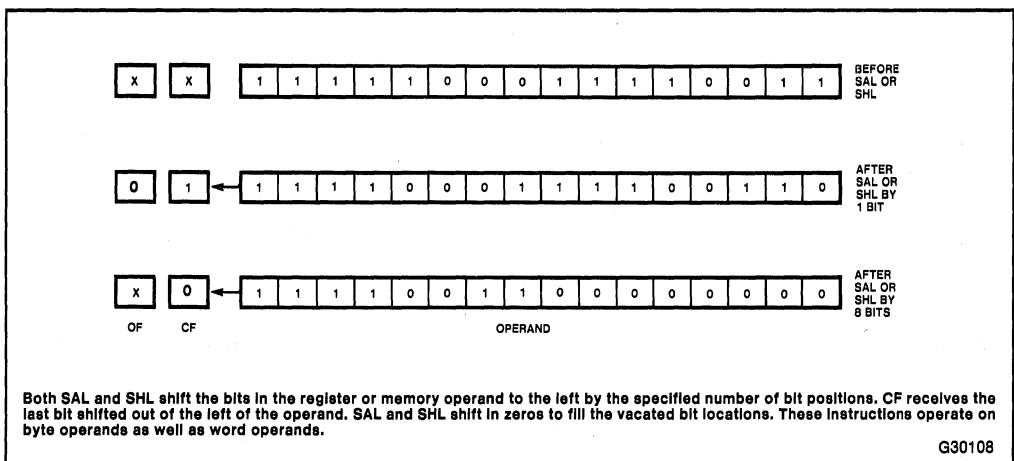 X X 1 1 1 1 1 0 0 0 1 1 1 1 0 0 1 1
BEFORE
SAL OR
SHL
0 1 1 1 1 1 0 0 0 1 1 1 1 0 0 1 1 0
AFTER
SAL OR
SHL BY
1 BIT
X 0 1 1 1 1 0 0 1 1 0 0 0 0 0 0 0 0
AFTER
SAL OR
SHL BY
8 BITS
OF CF OPERAND
Both SAL and SHL shift the bits in the register or memory operand to the left by the specified number of bit positions. CF receives the
last bit shifted out of the left of the operand. SAL and SHL shift in zeros to fill the vacated bit locations. These instructions operate on
byte operands as well as word operands.
G30108